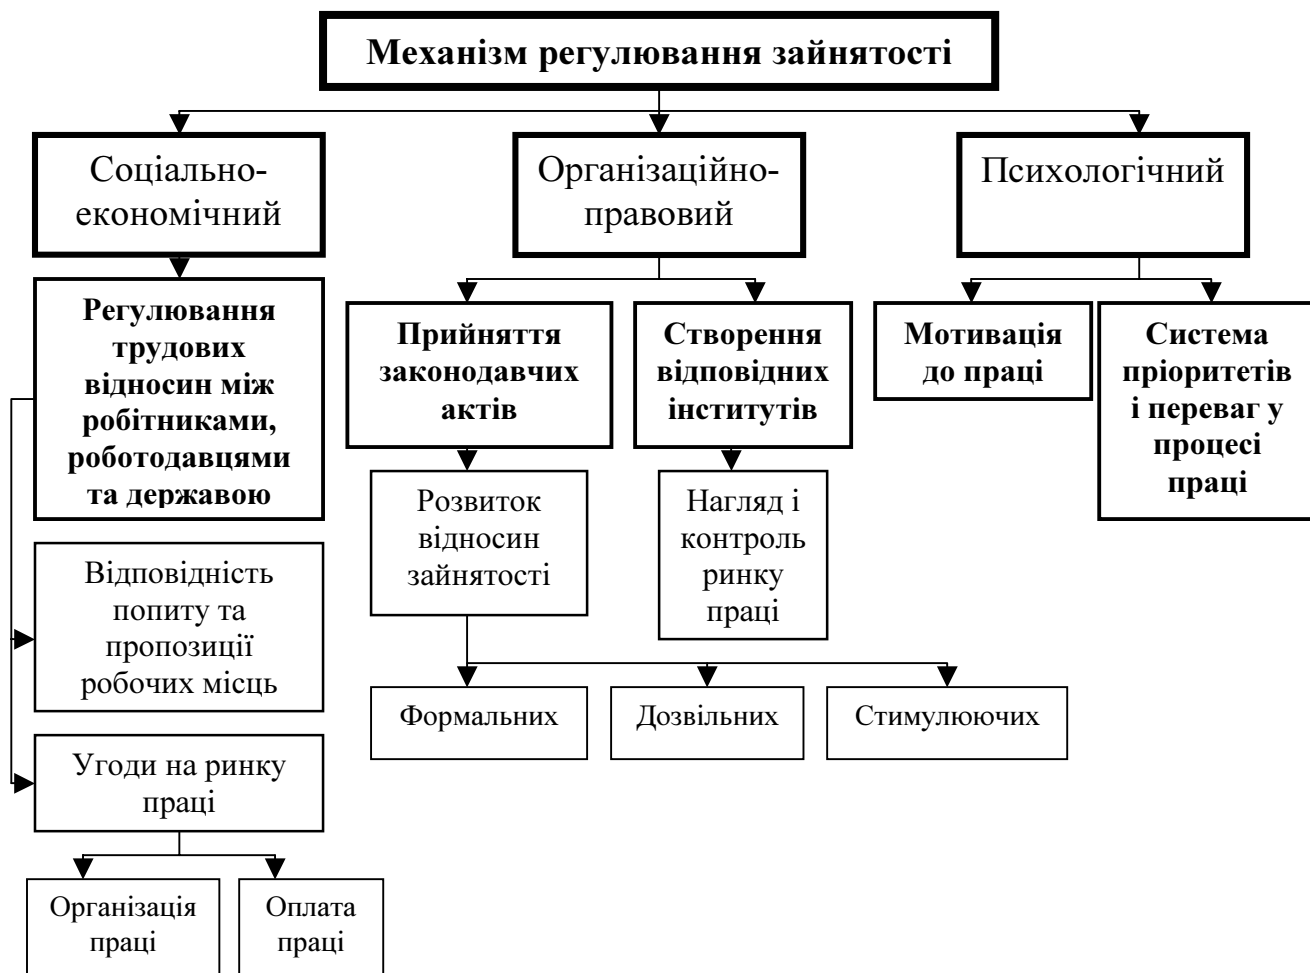 Механізм регулювання зайнятості
Соціально-
економічний
Організаційно-
правовий
Психологічний
Регулювання
трудових
відносин між
робітниками,
роботодавцями
та державою
Прийняття
законодавчих
актів
Створення
відповідних
інститутів
Мотивація
до праці
Система
пріоритетів
і переваг у
процесі
праці
Розвиток
відносин
зайнятості
Нагляд і
контроль
ринку
праці
Відповідність
попиту та
пропозиції
робочих місць
Формальних
Дозвільних
Стимулюючих
Угоди на ринку
праці
Організація
праці
Оплата
праці